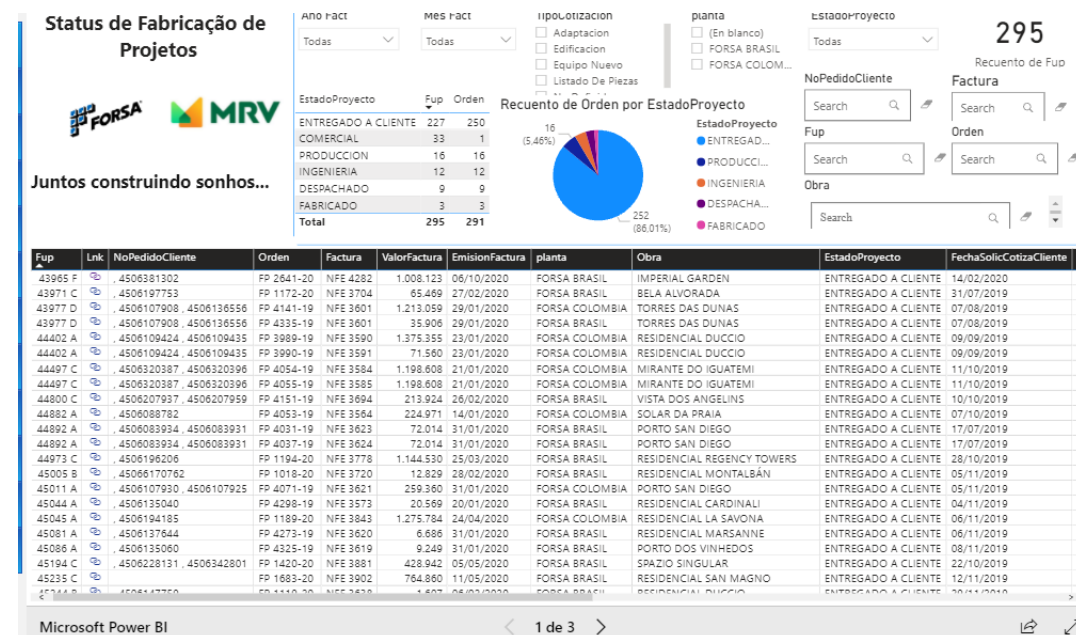 Status de Fabricação de Projetos
FORSA
MRV
Juntos construindo sonhos...
Ano Fact
Todas
Mes Fact
Todas
TipoCotizacion
Adaptacion
Edificacion
Equipo Nuevo
Listado De Piezas
planta
(En blanco)
FORSA BRASIL
FORSA COLOM...
EstadoProyecto
Todas
295
Recuento de Fup
NoPedidoCliente
Search
Factura
Search
Fup
Search
Orden
Search
Obra
Search
EstadoProyecto Fup Orden
ENTREGADO A CLIENTE 227 250
COMERCIAL 33 1
PRODUCCION 16 16
INGENIERIA 12 12
DESPACHADO 9 9
FABRICADO 3 3
Total 295 291
Recuento de Orden por EstadoProyecto
16
(5,46%)
252
(86,01%)
EstadoProyecto
ENTREGAD...
PRODUCCI...
INGENIERIA
DESPACHA...
FABRICADO
Fup Lnk NoPedidoCliente Orden Factura ValorFactura EmisionFactura planta Obra EstadoProyecto FechaSolicCotizaCliente
43965 F , 4506381302 FP 2641-20 NFE 4282 1.008.123 06/10/2020 FORSA BRASIL IMPERIAL GARDEN ENTREGADO A CLIENTE 14/02/2020
43971 C , 4506197753 FP 1172-20 NFE 3704 65.469 27/02/2020 FORSA BRASIL BELA ALVORADA ENTREGADO A CLIENTE 31/07/2019
43977 D , 4506107908 , 4506136556 FP 4141-19 NFE 3601 1.213.059 29/01/2020 FORSA COLOMBIA TORRES DAS DUNAS ENTREGADO A CLIENTE 07/08/2019
43977 D , 4506107908 , 4506136556 FP 4335-19 NFE 3601 35.906 29/01/2020 FORSA BRASIL TORRES DAS DUNAS ENTREGADO A CLIENTE 07/08/2019
44402 A , 4506109424 , 4506109435 FP 3989-19 NFE 3590 1.375.355 23/01/2020 FORSA COLOMBIA RESIDENCIAL DUCCIO ENTREGADO A CLIENTE 09/09/2019
44402 A , 4506109424 , 4506109435 FP 3990-19 NFE 3591 71.560 23/01/2020 FORSA COLOMBIA RESIDENCIAL DUCCIO ENTREGADO A CLIENTE 09/09/2019
44497 C , 4506320387 , 4506320396 FP 4054-19 NFE 3584 1.198.608 21/01/2020 FORSA COLOMBIA MIRANTE DO IGUATEMI ENTREGADO A CLIENTE 11/10/2019
44497 C , 4506320387 , 4506320396 FP 4055-19 NFE 3585 1.198.608 21/01/2020 FORSA COLOMBIA MIRANTE DO IGUATEMI ENTREGADO A CLIENTE 11/10/2019
44800 C , 4506207937 , 4506207959 FP 4151-19 NFE 3694 213.924 26/02/2020 FORSA BRASIL VISTA DOS ANGELINS ENTREGADO A CLIENTE 10/10/2019
44882 A , 4506088782 FP 4053-19 NFE 3564 224.971 14/01/2020 FORSA COLOMBIA SOLAR DA PRAIA ENTREGADO A CLIENTE 07/10/2019
44892 A , 4506083934 , 4506083931 FP 4031-19 NFE 3623 72.014 31/01/2020 FORSA BRASIL PORTO SAN DIEGO ENTREGADO A CLIENTE 17/07/2019
44892 A , 4506083934 , 4506083931 FP 4037-19 NFE 3624 72.014 31/01/2020 FORSA BRASIL PORTO SAN DIEGO ENTREGADO A CLIENTE 17/07/2019
44973 C , 4506196206 FP 1194-20 NFE 3778 1.144.530 25/03/2020 FORSA BRASIL RESIDENCIAL REGENCY TOWERS ENTREGADO A CLIENTE 28/10/2019
45005 B , 45066170762 FP 1018-20 NFE 3720 12.829 28/02/2020 FORSA BRASIL RESIDENCIAL MONTALBÁN ENTREGADO A CLIENTE 05/11/2019
45011 A , 4506107930 , 4506107925 FP 4071-19 NFE 3621 259.360 31/01/2020 FORSA COLOMBIA PORTO SAN DIEGO ENTREGADO A CLIENTE 05/11/2019
45044 A , 4506135040 FP 4298-19 NFE 3573 20.569 20/01/2020 FORSA BRASIL RESIDENCIAL CARDINALI ENTREGADO A CLIENTE 04/11/2019
45045 A , 4506194185 FP 1189-20 NFE 3843 1.275.784 24/04/2020 FORSA COLOMBIA RESIDENCIAL LA SAVONA ENTREGADO A CLIENTE 06/11/2019
45081 A , 4506137644 FP 4273-19 NFE 3620 6.686 31/01/2020 FORSA BRASIL RESIDENCIAL MARSANNE ENTREGADO A CLIENTE 06/11/2019
45086 A , 4506135060 FP 4325-19 NFE 3619 9.249 31/01/2020 FORSA BRASIL PORTO DOS VINHEDOS ENTREGADO A CLIENTE 08/11/2019
45194 C , 4506228131 , 4506342801 FP 1420-20 NFE 3881 428.942 05/05/2020 FORSA BRASIL SPAZIO SINGULAR ENTREGADO A CLIENTE 22/10/2019
45235 C FP 1683-20 NFE 3902 764.860 11/05/2020 FORSA BRASIL RESIDENCIAL SAN MAGNO ENTREGADO A CLIENTE 12/11/2019
Microsoft Power BI
1 de 3